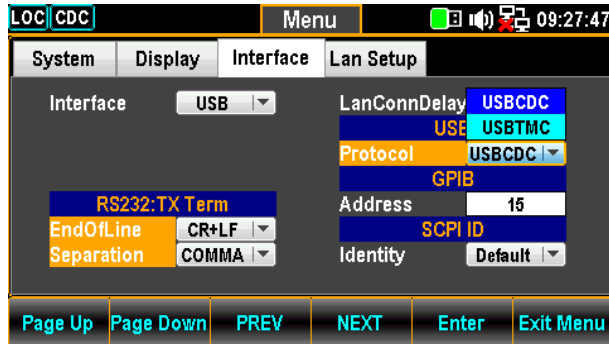 LOC CDC Menu 09:27:47
System Display Interface Lan Setup
Interface USB
LanConnDelay USBCDC
USB USBTMC
Protocol USBCDC
GPIB
RS232:TX Term
Address 15
EndOfLine CR+LF
SCPI ID
Separation COMMA
Identity Default
Page Up Page Down PREV NEXT Enter Exit Menu